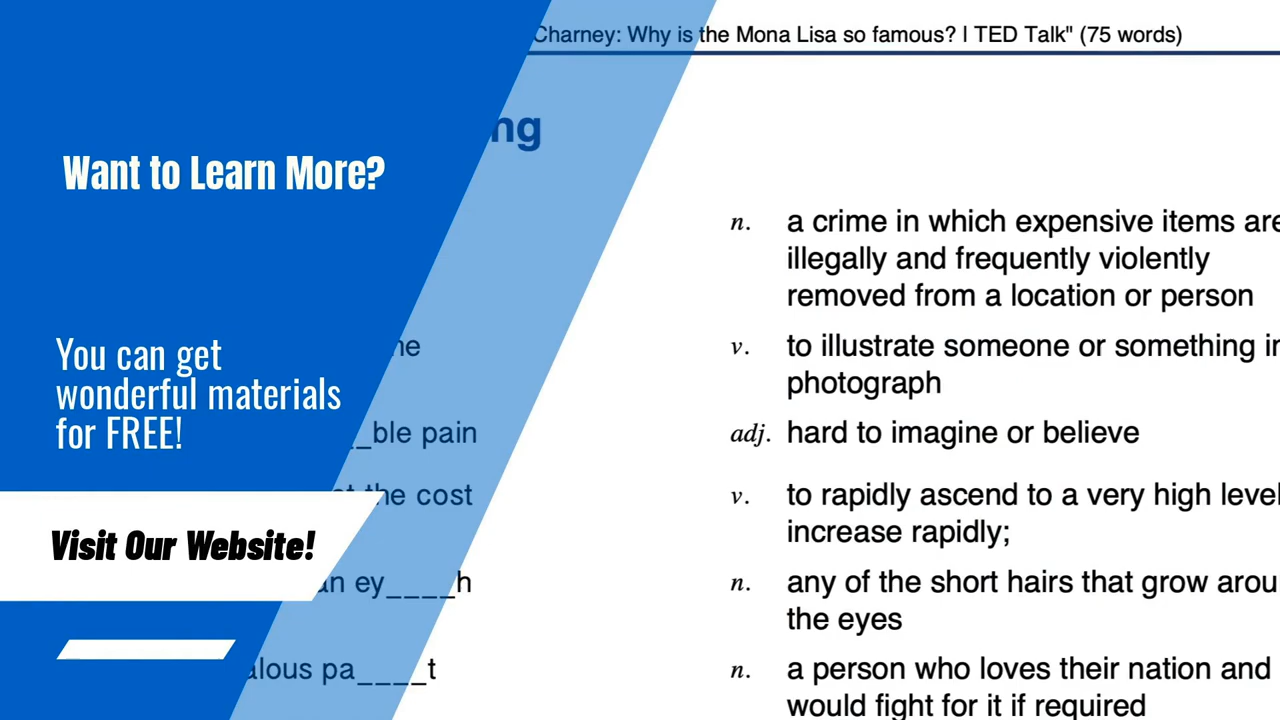 Charney: Why is the Mona Lisa so famous? | TED Talk" (75 words)
ng
Want to Learn More?
You can get
wonderful materials
for FREE!
Visit Our Website!
ble pain
the cost
ey____h
alous pa____t
n. a crime in which expensive items are
illegally and frequently violently
removed from a location or person
v. to illustrate someone or something in
photograph
adj. hard to imagine or believe
v. to rapidly ascend to a very high level
increase rapidly;
n. any of the short hairs that grow arou
the eyes
n. a person who loves their nation and
would fight for it if required